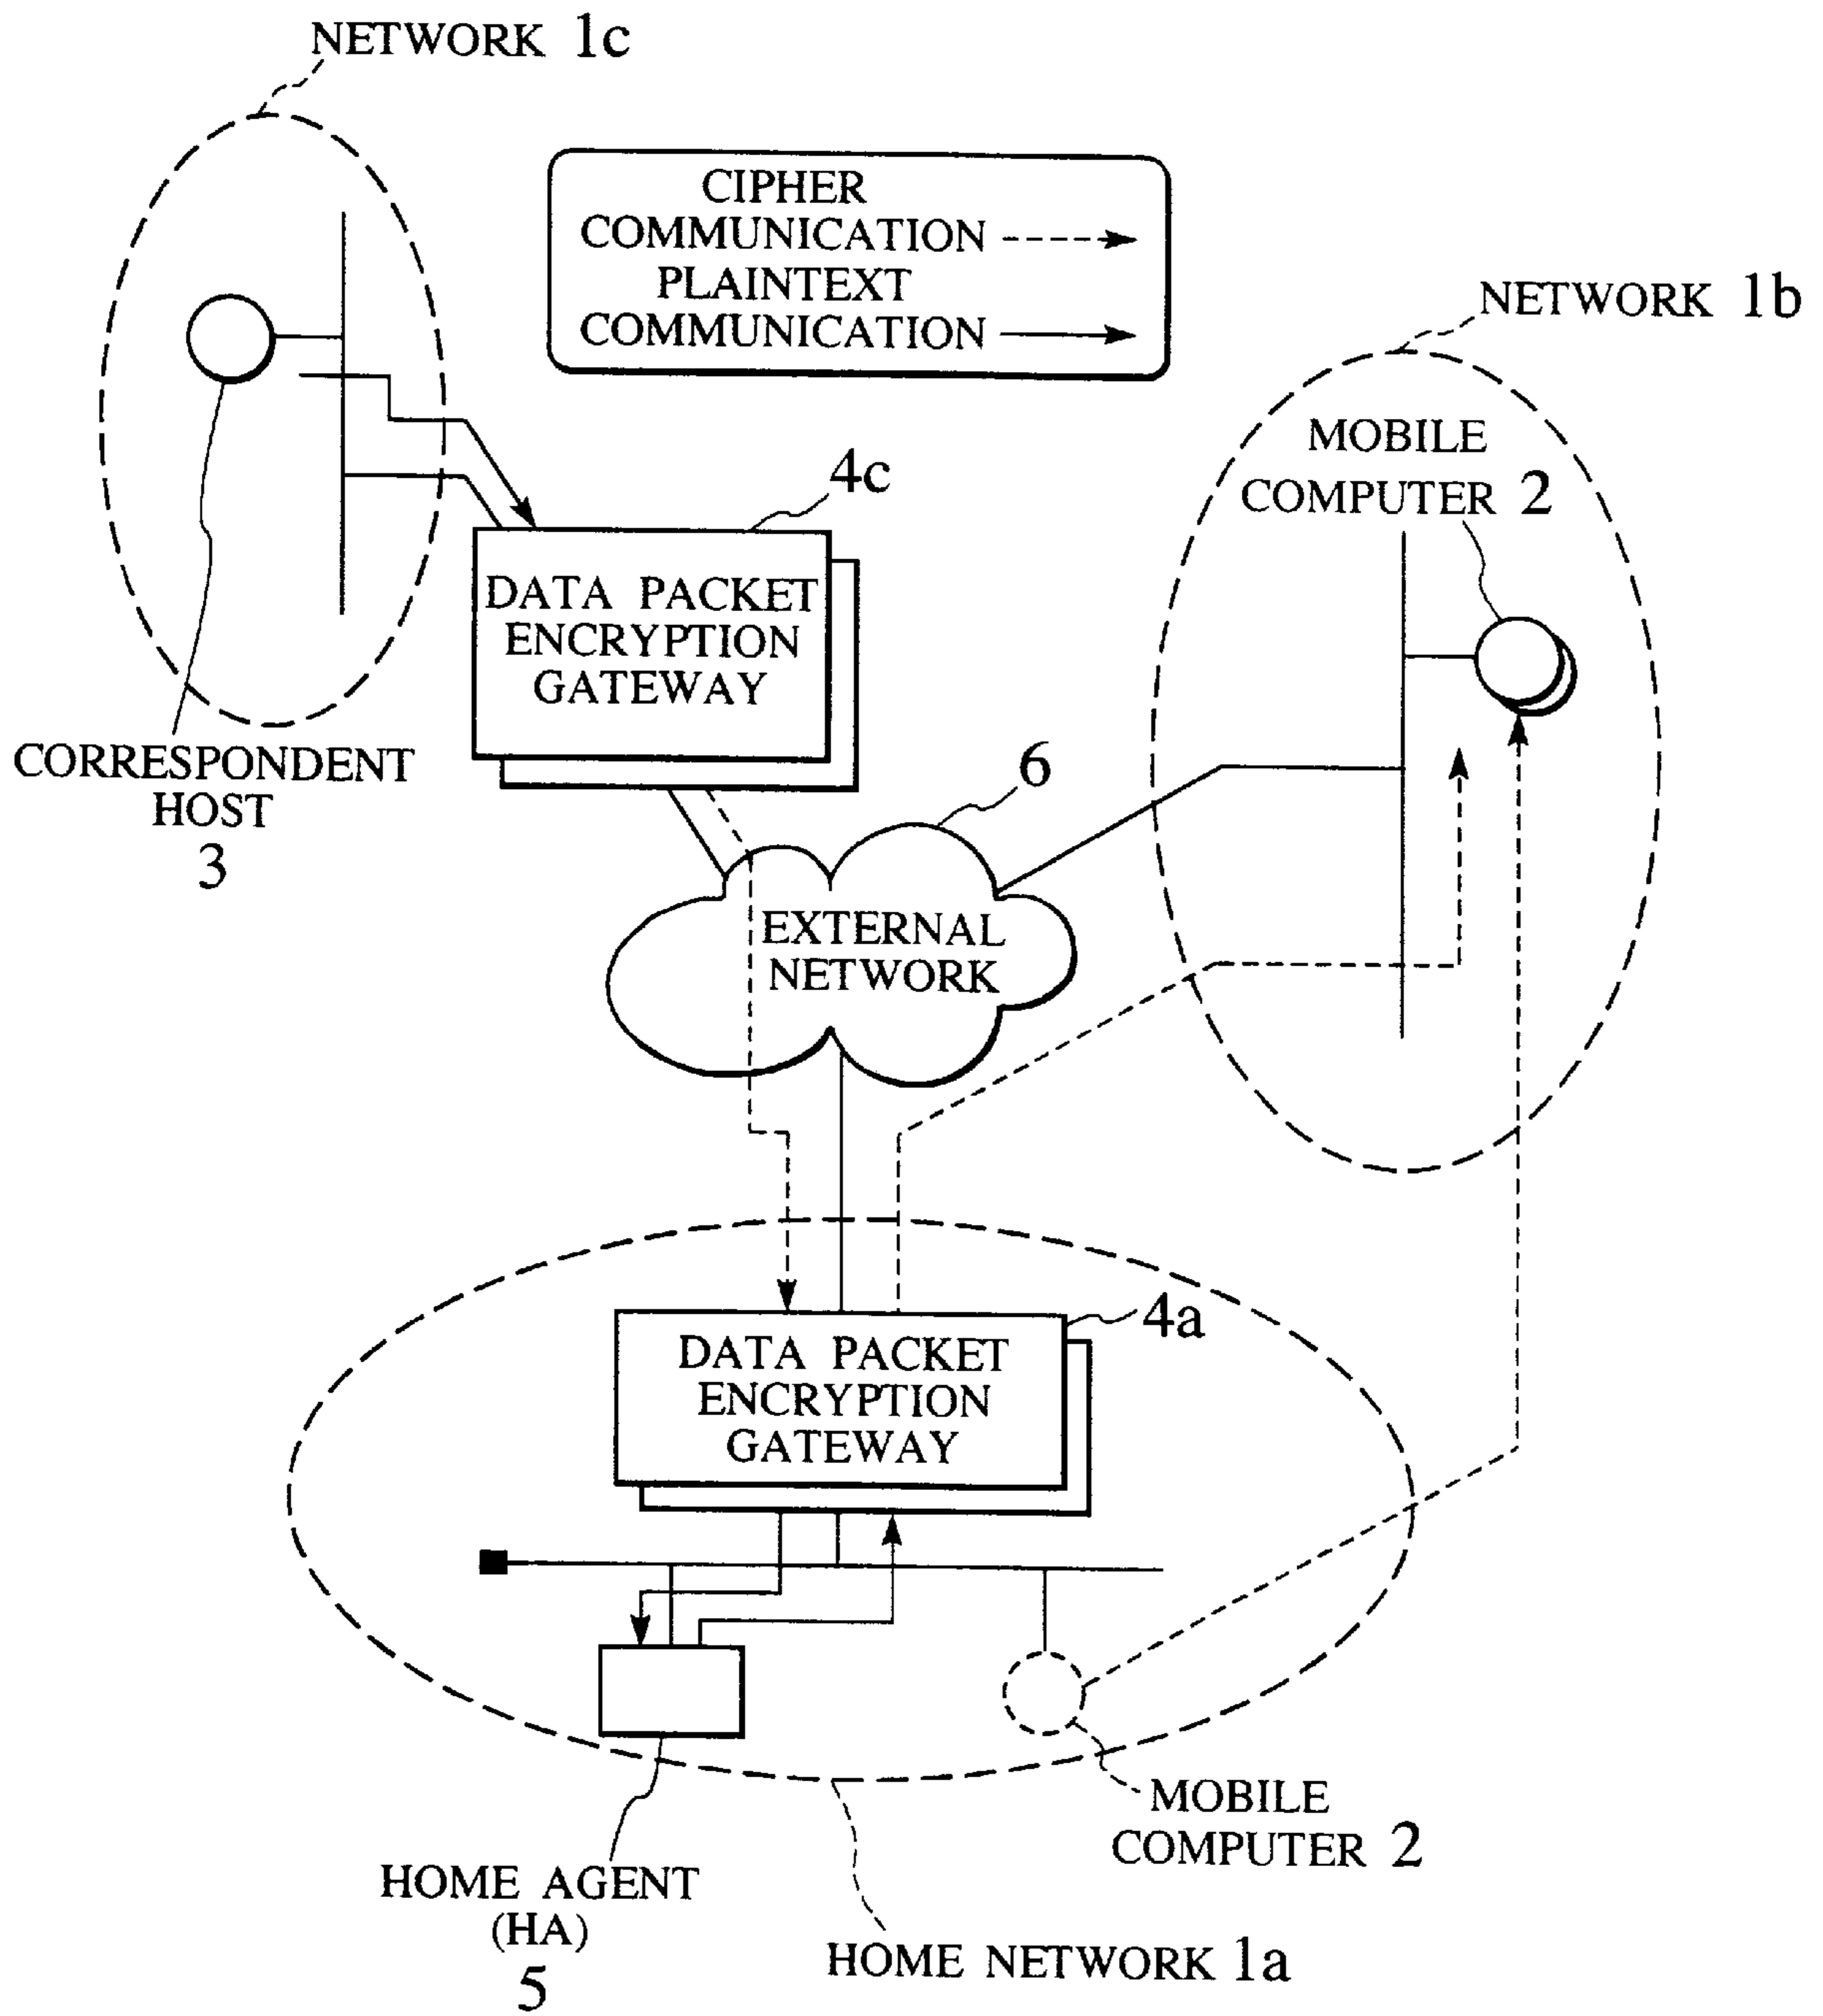 NETWORK 1c
CIPHER
COMMUNICATION
PLAINTEXT
COMMUNICATION
NETWORK 1b
MOBILE
COMPUTER 2
4c
DATA PACKET
ENCRYPTION
GATEWAY
CORRESPONDENT
HOST
3
6
EXTERNAL
NETWORK
4a
DATA PACKET
ENCRYPTION
GATEWAY
MOBILE
COMPUTER 2
HOME AGENT
(HA)
5
HOME NETWORK 1a